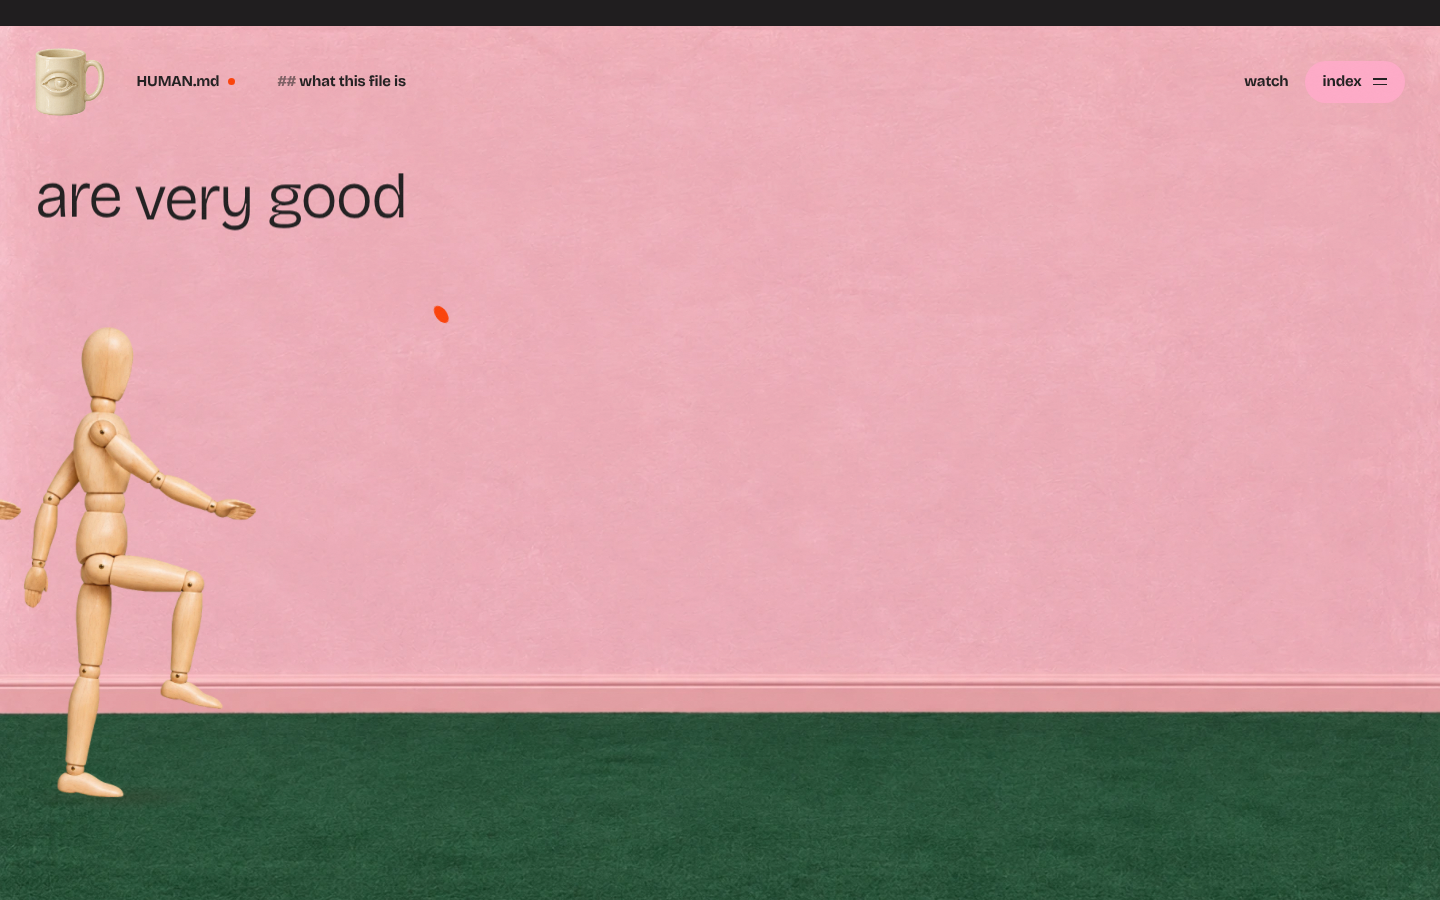 HUMAN.md
## what this file is
watch
index
are very good